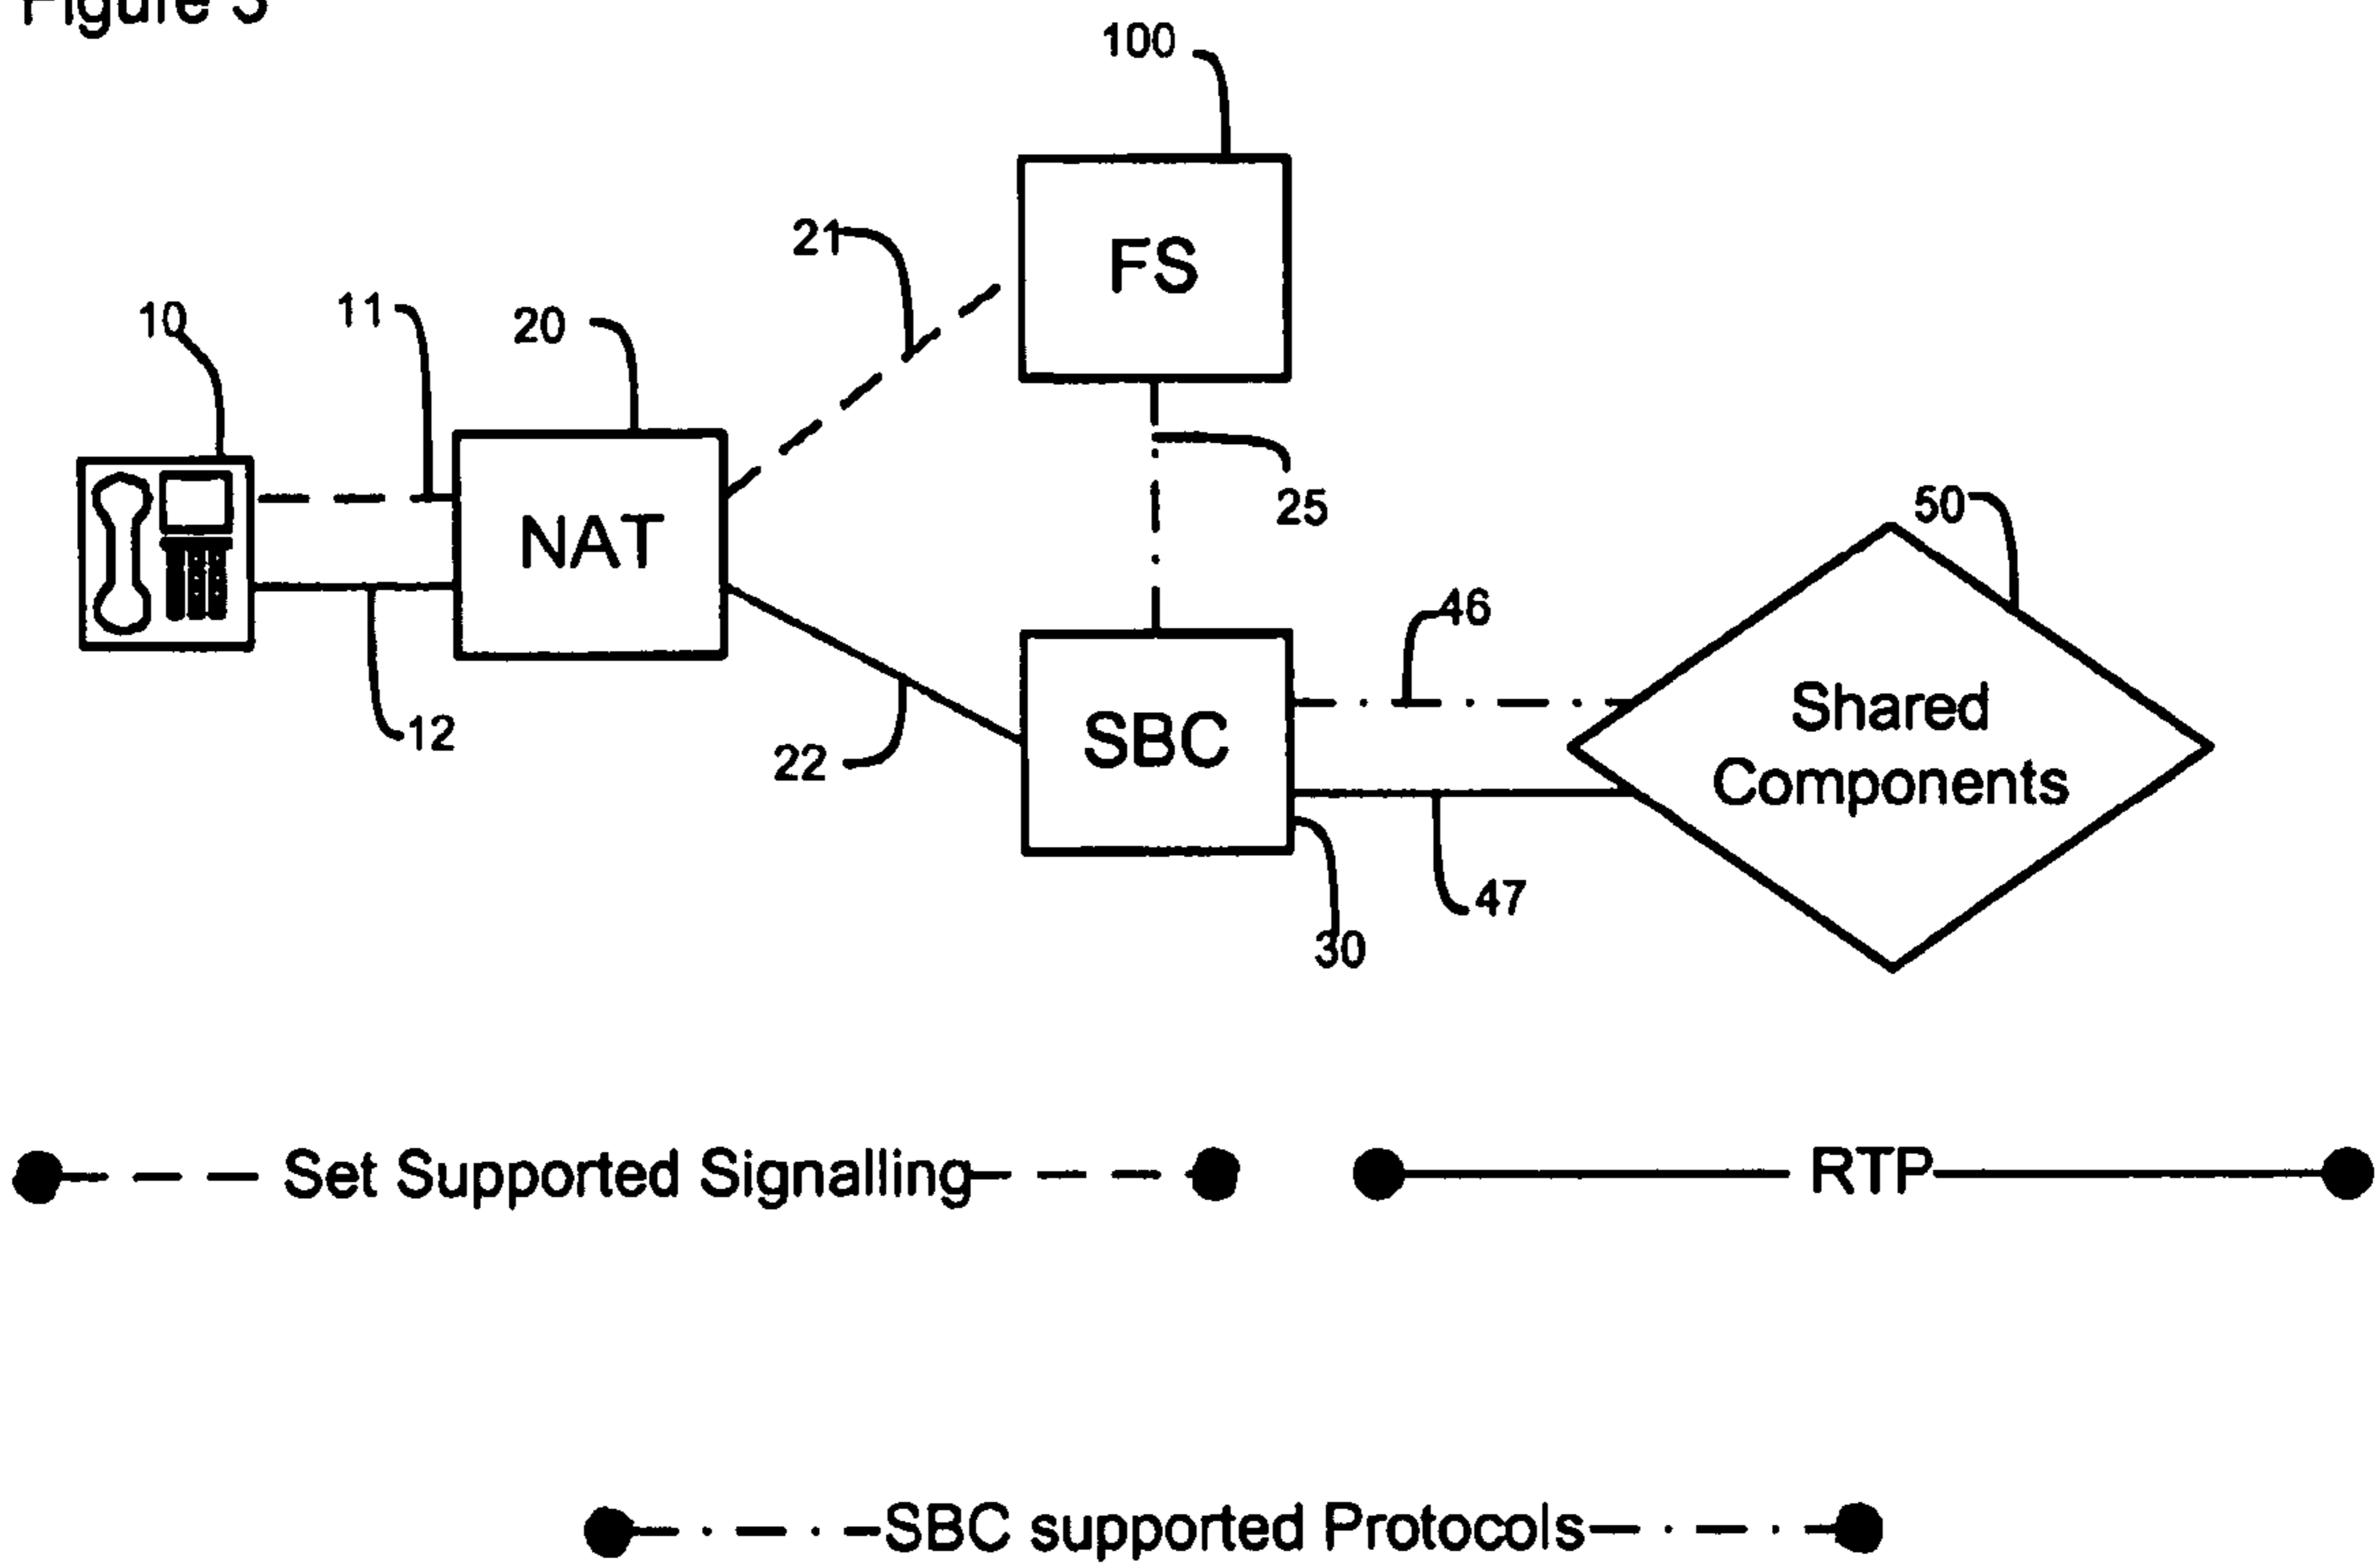 Figure 3
100
21
FS
10
11
20
25
NAT
50
46
12
22
SBC
Shared
Components
47
30
Set Supported Signalling
RTP
SBC supported Protocols